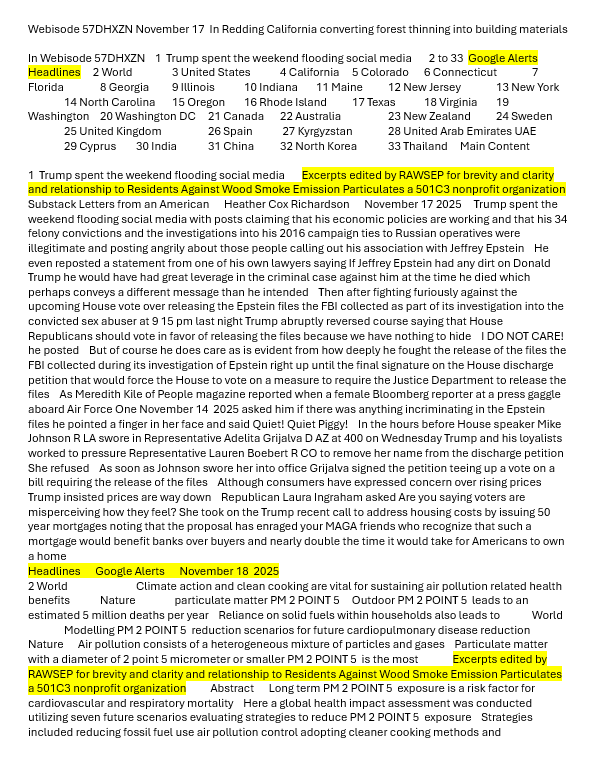 Webisode 57DHXZN November 17  In Redding California converting forest thinning into building materials
In Webisode 57DHXZN   1  Trump spent the weekend flooding social media     2 to 33  Google Alerts
Headlines    2 World    3 United States    4 California    5 Colorado    6 Connecticut    7
Florida    8 Georgia    9 Illinois    10 Indiana    11 Maine    12 New Jersey    13 New York
14 North Carolina    15 Oregon    16 Rhode Island    17 Texas    18 Virginia    19
Washington    20 Washington DC    21 Canada    22 Australia    23 New Zealand    24 Sweden
25 United Kingdom    26 Spain    27 Kyrgyzstan    28 United Arab Emirates UAE
29 Cyprus    30 India    31 China    32 North Korea    33 Thailand    Main Content
1  Trump spent the weekend flooding social media    Excerpts edited by RAWSEP for brevity and clarity
and relationship to Residents Against Wood Smoke Emission Particulates a 501C3 nonprofit organization
Substack Letters from an American    Heather Cox Richardson    November 17 2025    Trump spent the
weekend flooding social media with posts claiming that his economic policies are working and that his 34
felony convictions and the investigations into his 2016 campaign ties to Russian operatives were
illegitimate and posting angrily about those people calling out his association with Jeffrey Epstein    He
even reposted a statement from one of his own lawyers saying If Jeffrey Epstein had any dirt on Donald
Trump he would have had great leverage in the criminal case against him at the time he died which
perhaps conveys a different message than he intended    Then after fighting furiously against the
upcoming House vote over releasing the Epstein files the FBI collected as part of its investigation into the
convicted sex abuser at 9 15 pm last night Trump abruptly reversed course saying that House
Republicans should vote in favor of releasing the files because we have nothing to hide    I DO NOT CARE!
he posted    But of course he does care as is evident from how deeply he fought the release of the files the
FBI collected during its investigation of Epstein right up until the final signature on the House discharge
petition that would force the House to vote on a measure to require the Justice Department to release the
files    As Meredith Kile of People magazine reported when a female Bloomberg reporter at a press gaggle
aboard Air Force One November 14  2025 asked him if there was anything incriminating in the Epstein
files he pointed a finger in her face and said Quiet! Quiet Piggy!    In the hours before House speaker Mike
Johnson R LA swore in Representative Adelita Grijalva D AZ at 400 on Wednesday Trump and his loyalists
worked to pressure Representative Lauren Boebert R CO to remove her name from the discharge petition
She refused    As soon as Johnson swore her into office Grijalva signed the petition teeing up a vote on a
bill requiring the release of the files    Although consumers have expressed concern over rising prices
Trump insisted prices are way down    Republican Laura Ingraham asked Are you saying voters are
misperceiving how they feel? She took on the Trump recent call to address housing costs by issuing 50
year mortgages noting that the proposal has enraged your MAGA friends who recognize that such a
mortgage would benefit banks over buyers and nearly double the time it would take for Americans to own
a home
Headlines    Google Alerts    November 18  2025
2 World    Climate action and clean cooking are vital for sustaining air pollution related health
benefits    Nature    particulate matter PM 2 POINT 5    Outdoor PM 2 POINT 5  leads to an
estimated 5 million deaths per year    Reliance on solid fuels within households also leads to    World
Modelling PM 2 POINT 5  reduction scenarios for future cardiopulmonary disease reduction
Nature    Air pollution consists of a heterogeneous mixture of particles and gases    Particulate matter
with a diameter of 2 point 5 micrometer or smaller PM 2 POINT 5  is the most    Excerpts edited by
RAWSEP for brevity and clarity and relationship to Residents Against Wood Smoke Emission Particulates
a 501C3 nonprofit organization    Abstract    Long term PM 2 POINT 5  exposure is a risk factor for
cardiovascular and respiratory mortality    Here a global health impact assessment was conducted
utilizing seven future scenarios evaluating strategies to reduce PM 2 POINT 5  exposure    Strategies
included reducing fossil fuel use air pollution control adopting cleaner cooking methods and